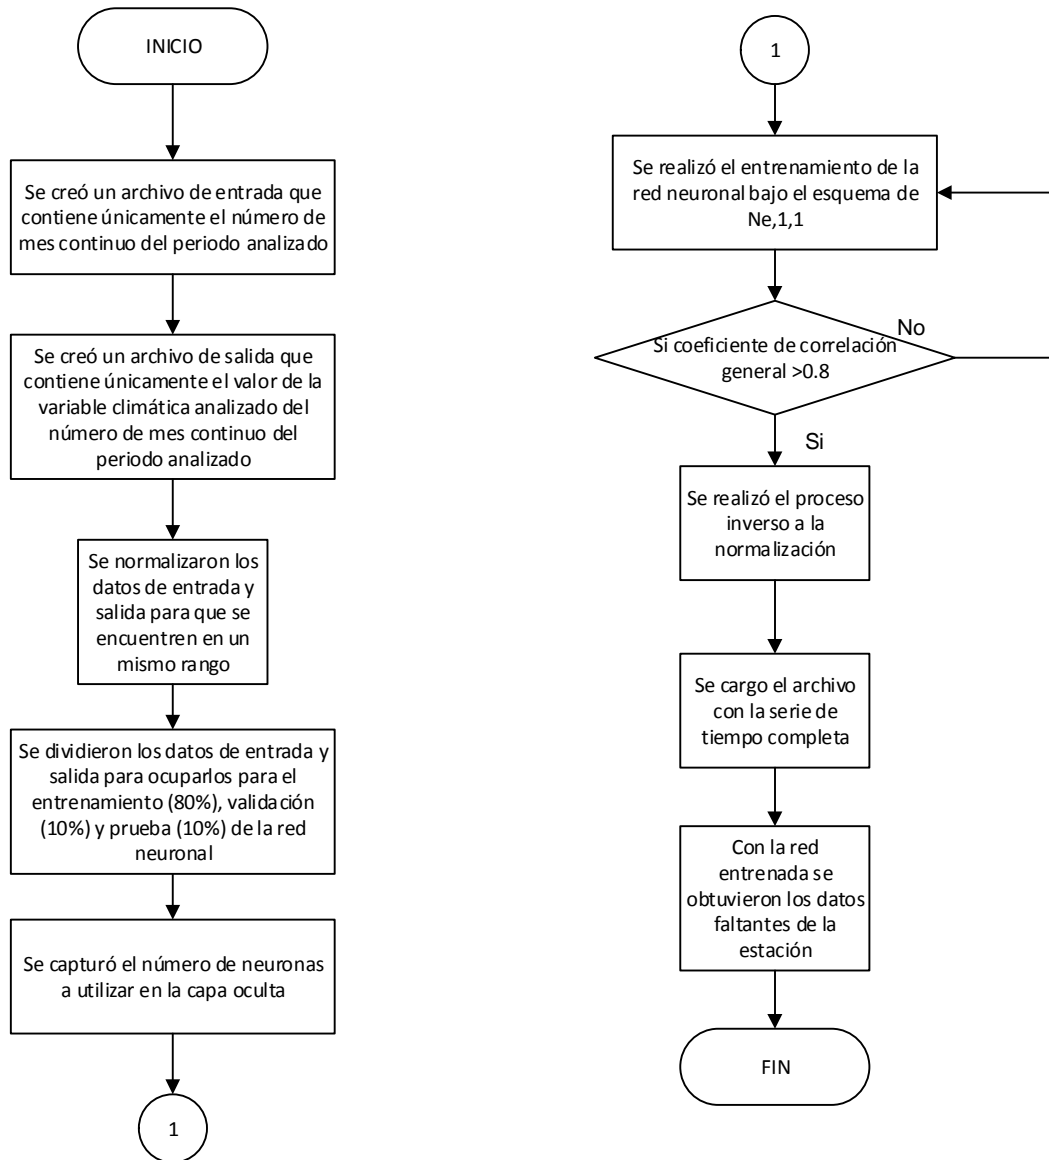 INICIO
Se creó un archivo de entrada que
contiene únicamente el número de
mes continuo del periodo analizado
Se creó un archivo de salida que
contiene únicamente el valor de la
variable climática analizado del
número de mes continuo del
periodo analizado
Se normalizaron los
datos de entrada y
salida para que se
encuentren en un
mismo rango
Se dividieron los datos de entrada y
salida para ocuparlos para el
entrenamiento (80%), validación
(10%) y prueba (10%) de la red
neuronal
Se capturó el número de neuronas
a utilizar en la capa oculta
1
1
Se realizó el entrenamiento de la
red neuronal bajo el esquema de
Ne,1,1
Si coeficiente de correlación
general >0.8
No
Si
Se realizó el proceso
inverso a la
normalización
Se cargo el archivo
con la serie de
tiempo completa
Con la red
entrenada se
obtuvieron los datos
faltantes de la
estación
FIN